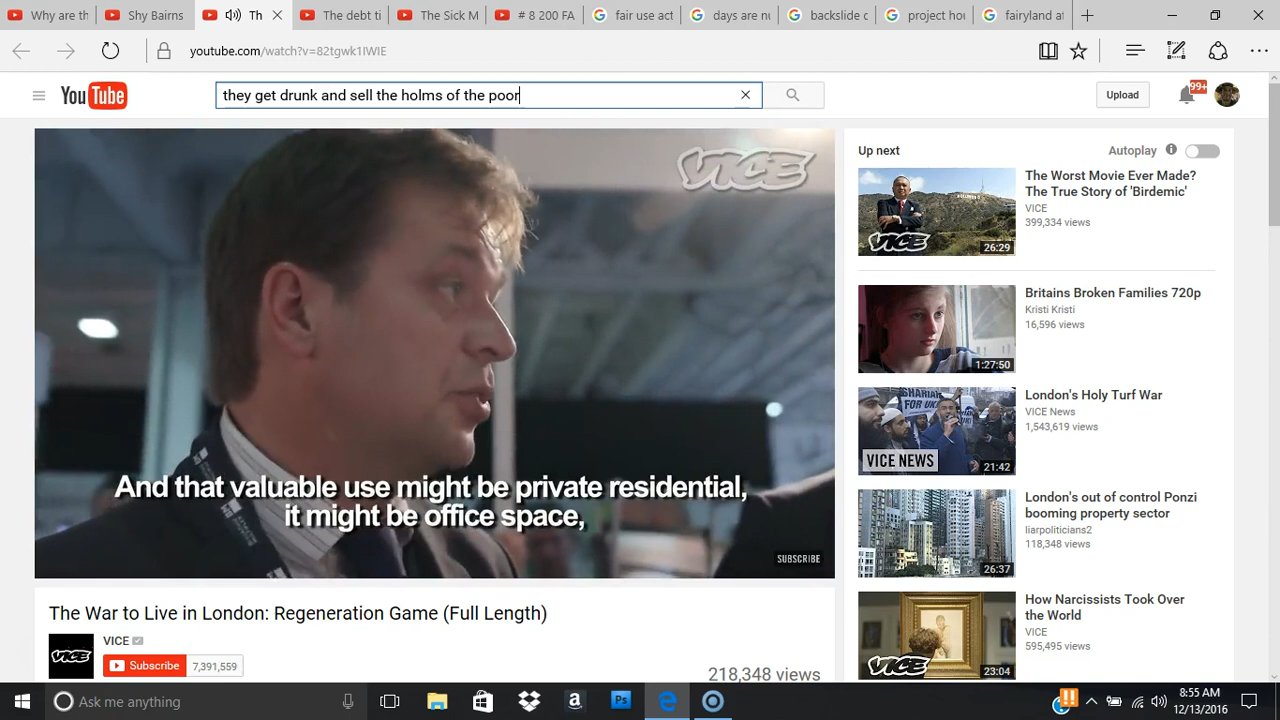 Why are th
Shy Bairns
Th
The debt ti
The Sick M
# 8 200 FA
fair use act
days are nu
backslide c
project hou
fairyland at
youtube.com/watch?v=82tgwk1IWIE
YouTube
they get drunk and sell the holms of the poor
Upload
99+
VICE
And that valuable use might be private residential,
it might be office space,
SUBSCRIBE
The War to Live in London: Regeneration Game (Full Length)
VICE
VICE
Subscribe 7,391,559
218,348 views
Up next
Autoplay
The Worst Movie Ever Made?
The True Story of 'Birdemic'
VICE
399,334 views
VICE
26:29
Britains Broken Families 720p
Kristi Kristi
16,596 views
1:27:50
London's Holy Turf War
VICE News
1,543,619 views
SHARIAH
FOR UK
VICE NEWS
21:42
London's out of control Ponzi
booming property sector
liarpoliticians2
118,348 views
26:37
How Narcissists Took Over
the World
VICE
595,495 views
VICE
23:04
Ask me anything
Ps
8:55 AM
12/13/2016